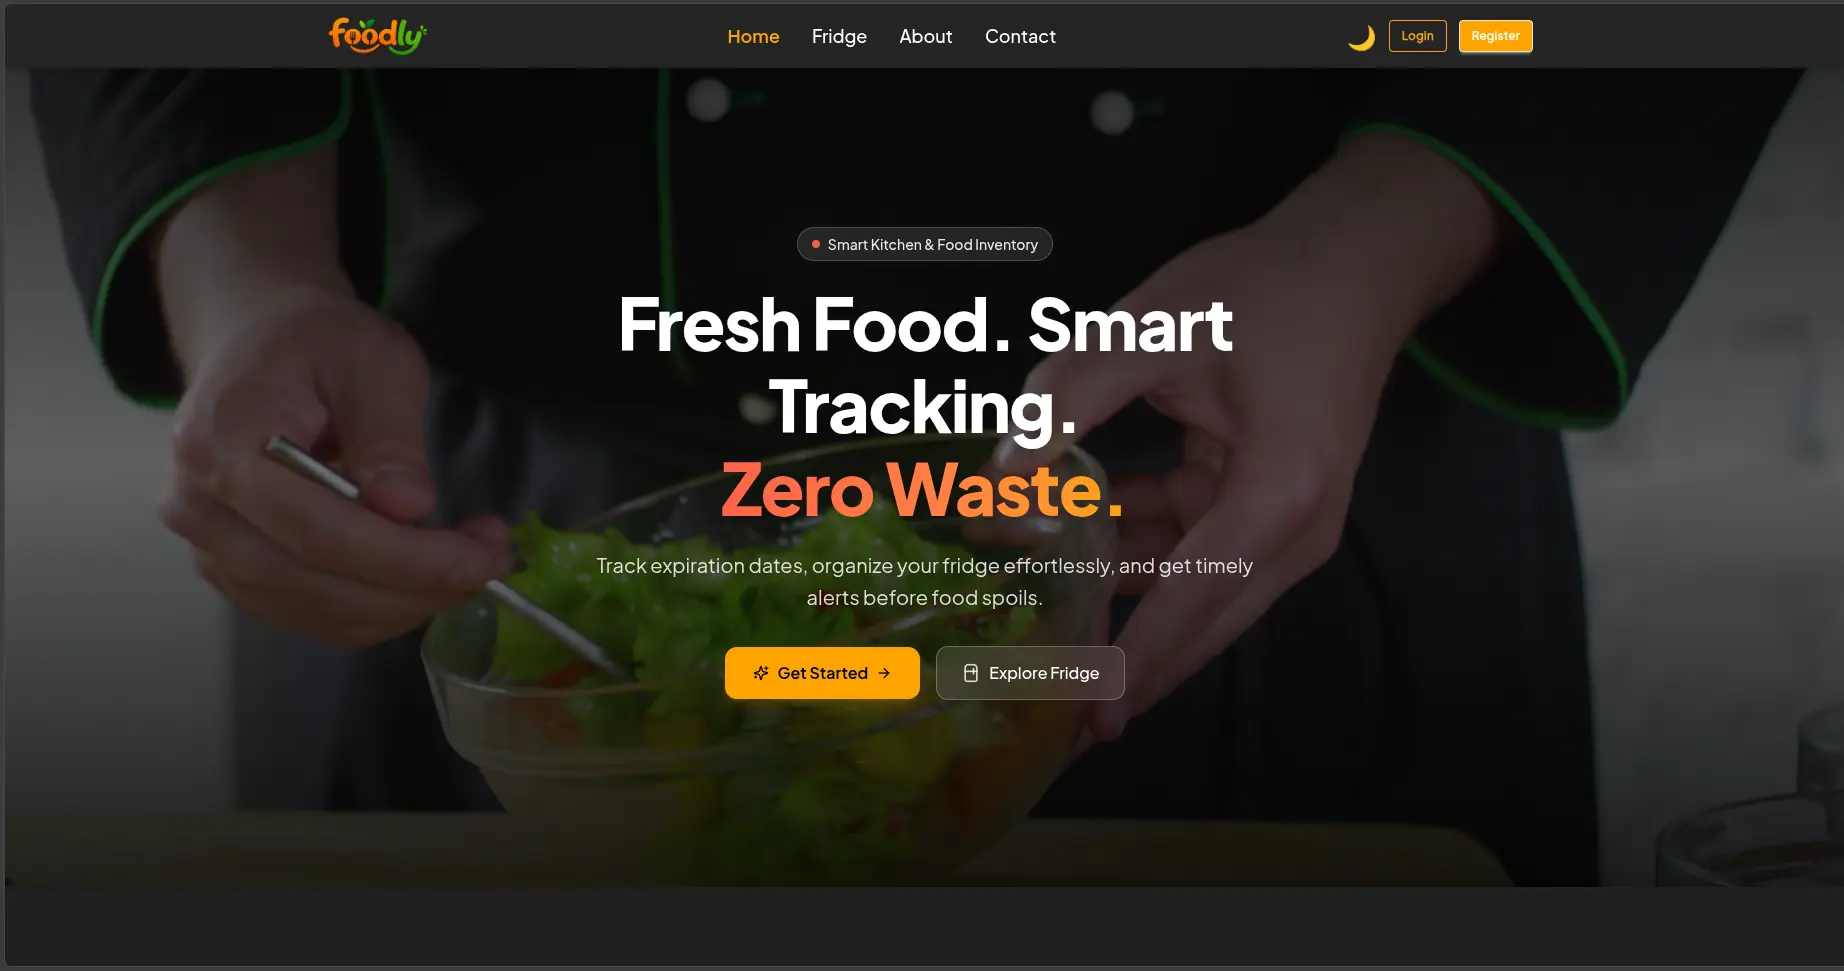 foodly
Home
Fridge
About
Contact
Login
Register
Smart Kitchen & Food Inventory
Fresh Food. Smart
Tracking.
Zero Waste.
Track expiration dates, organize your fridge effortlessly, and get timely
alerts before food spoils.
Get Started
Explore Fridge